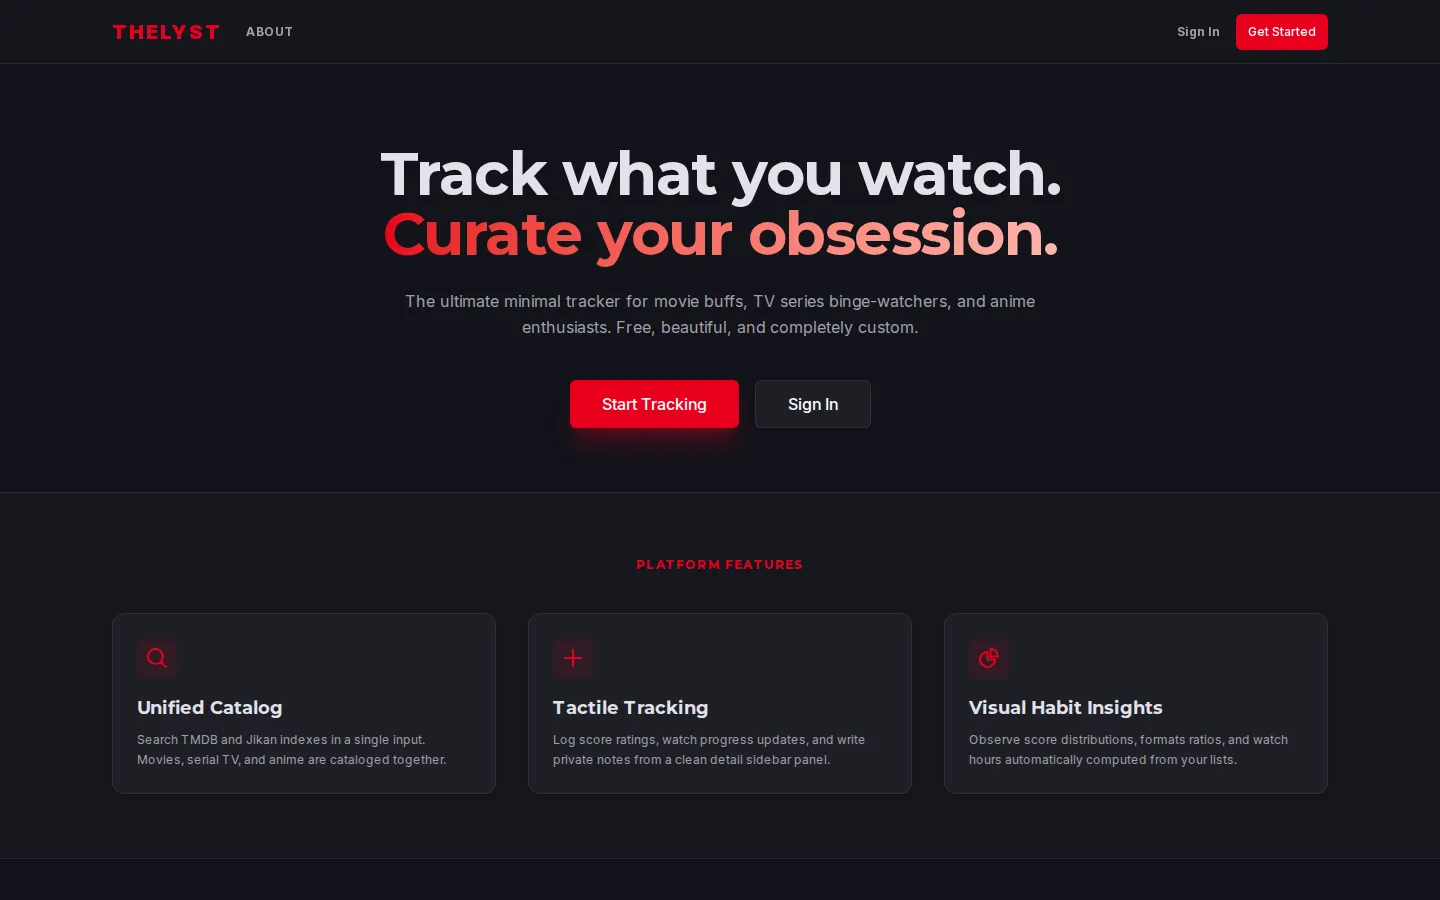 THELYST
ABOUT
Sign In
Get Started
Track what you watch.
Curate your obsession.
The ultimate minimal tracker for movie buffs, TV series binge-watchers, and anime
enthusiasts. Free, beautiful, and completely custom.
Start Tracking
Sign In
PLATFORM FEATURES
Unified Catalog
Search TMDB and Jikan indexes in a single input.
Movies, serial TV, and anime are cataloged together.
Tactile Tracking
Log score ratings, watch progress updates, and write
private notes from a clean detail sidebar panel.
Visual Habit Insights
Observe score distributions, formats ratios, and watch
hours automatically computed from your lists.